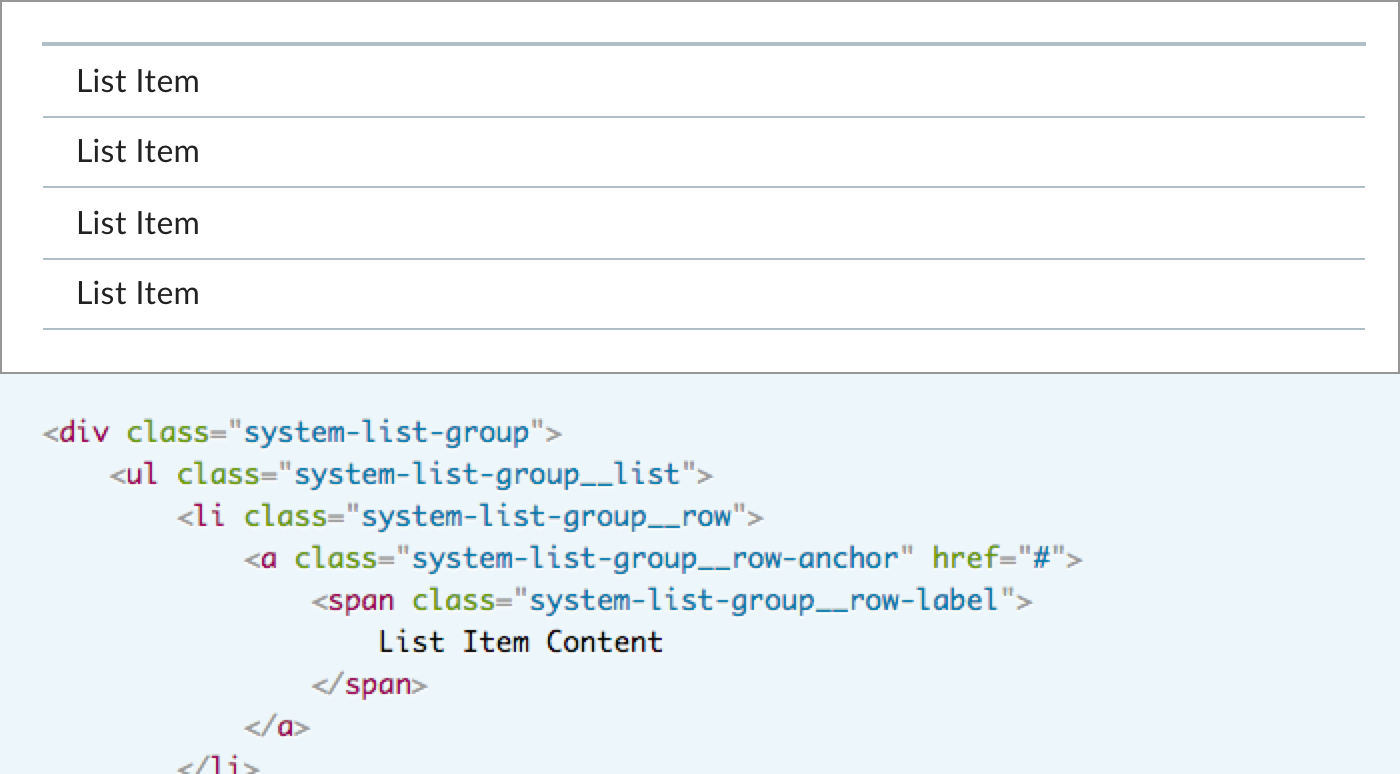 List Item
List Item
List Item
List Item
<div class="system-list-group">
<ul class="system-list-group__list">
<li class="system-list-group__row">
<a class="system-list-group__row-anchor" href="#">
<span class="system-list-group__row-label">
List Item Content
</span>
</a>
</li>